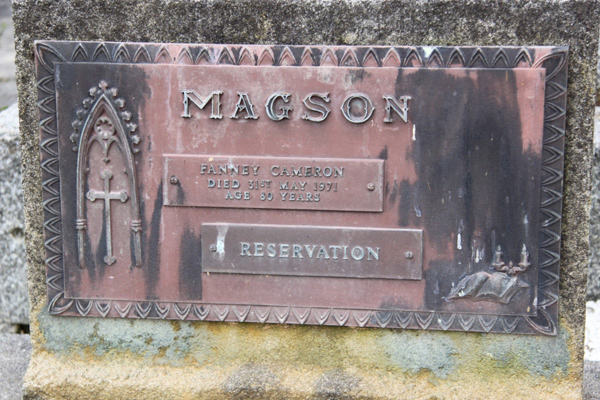 MAGSON
FANNEY CAMERON
DIED 31ST MAY 1971
AGE 80 YEARS
RESERVATION